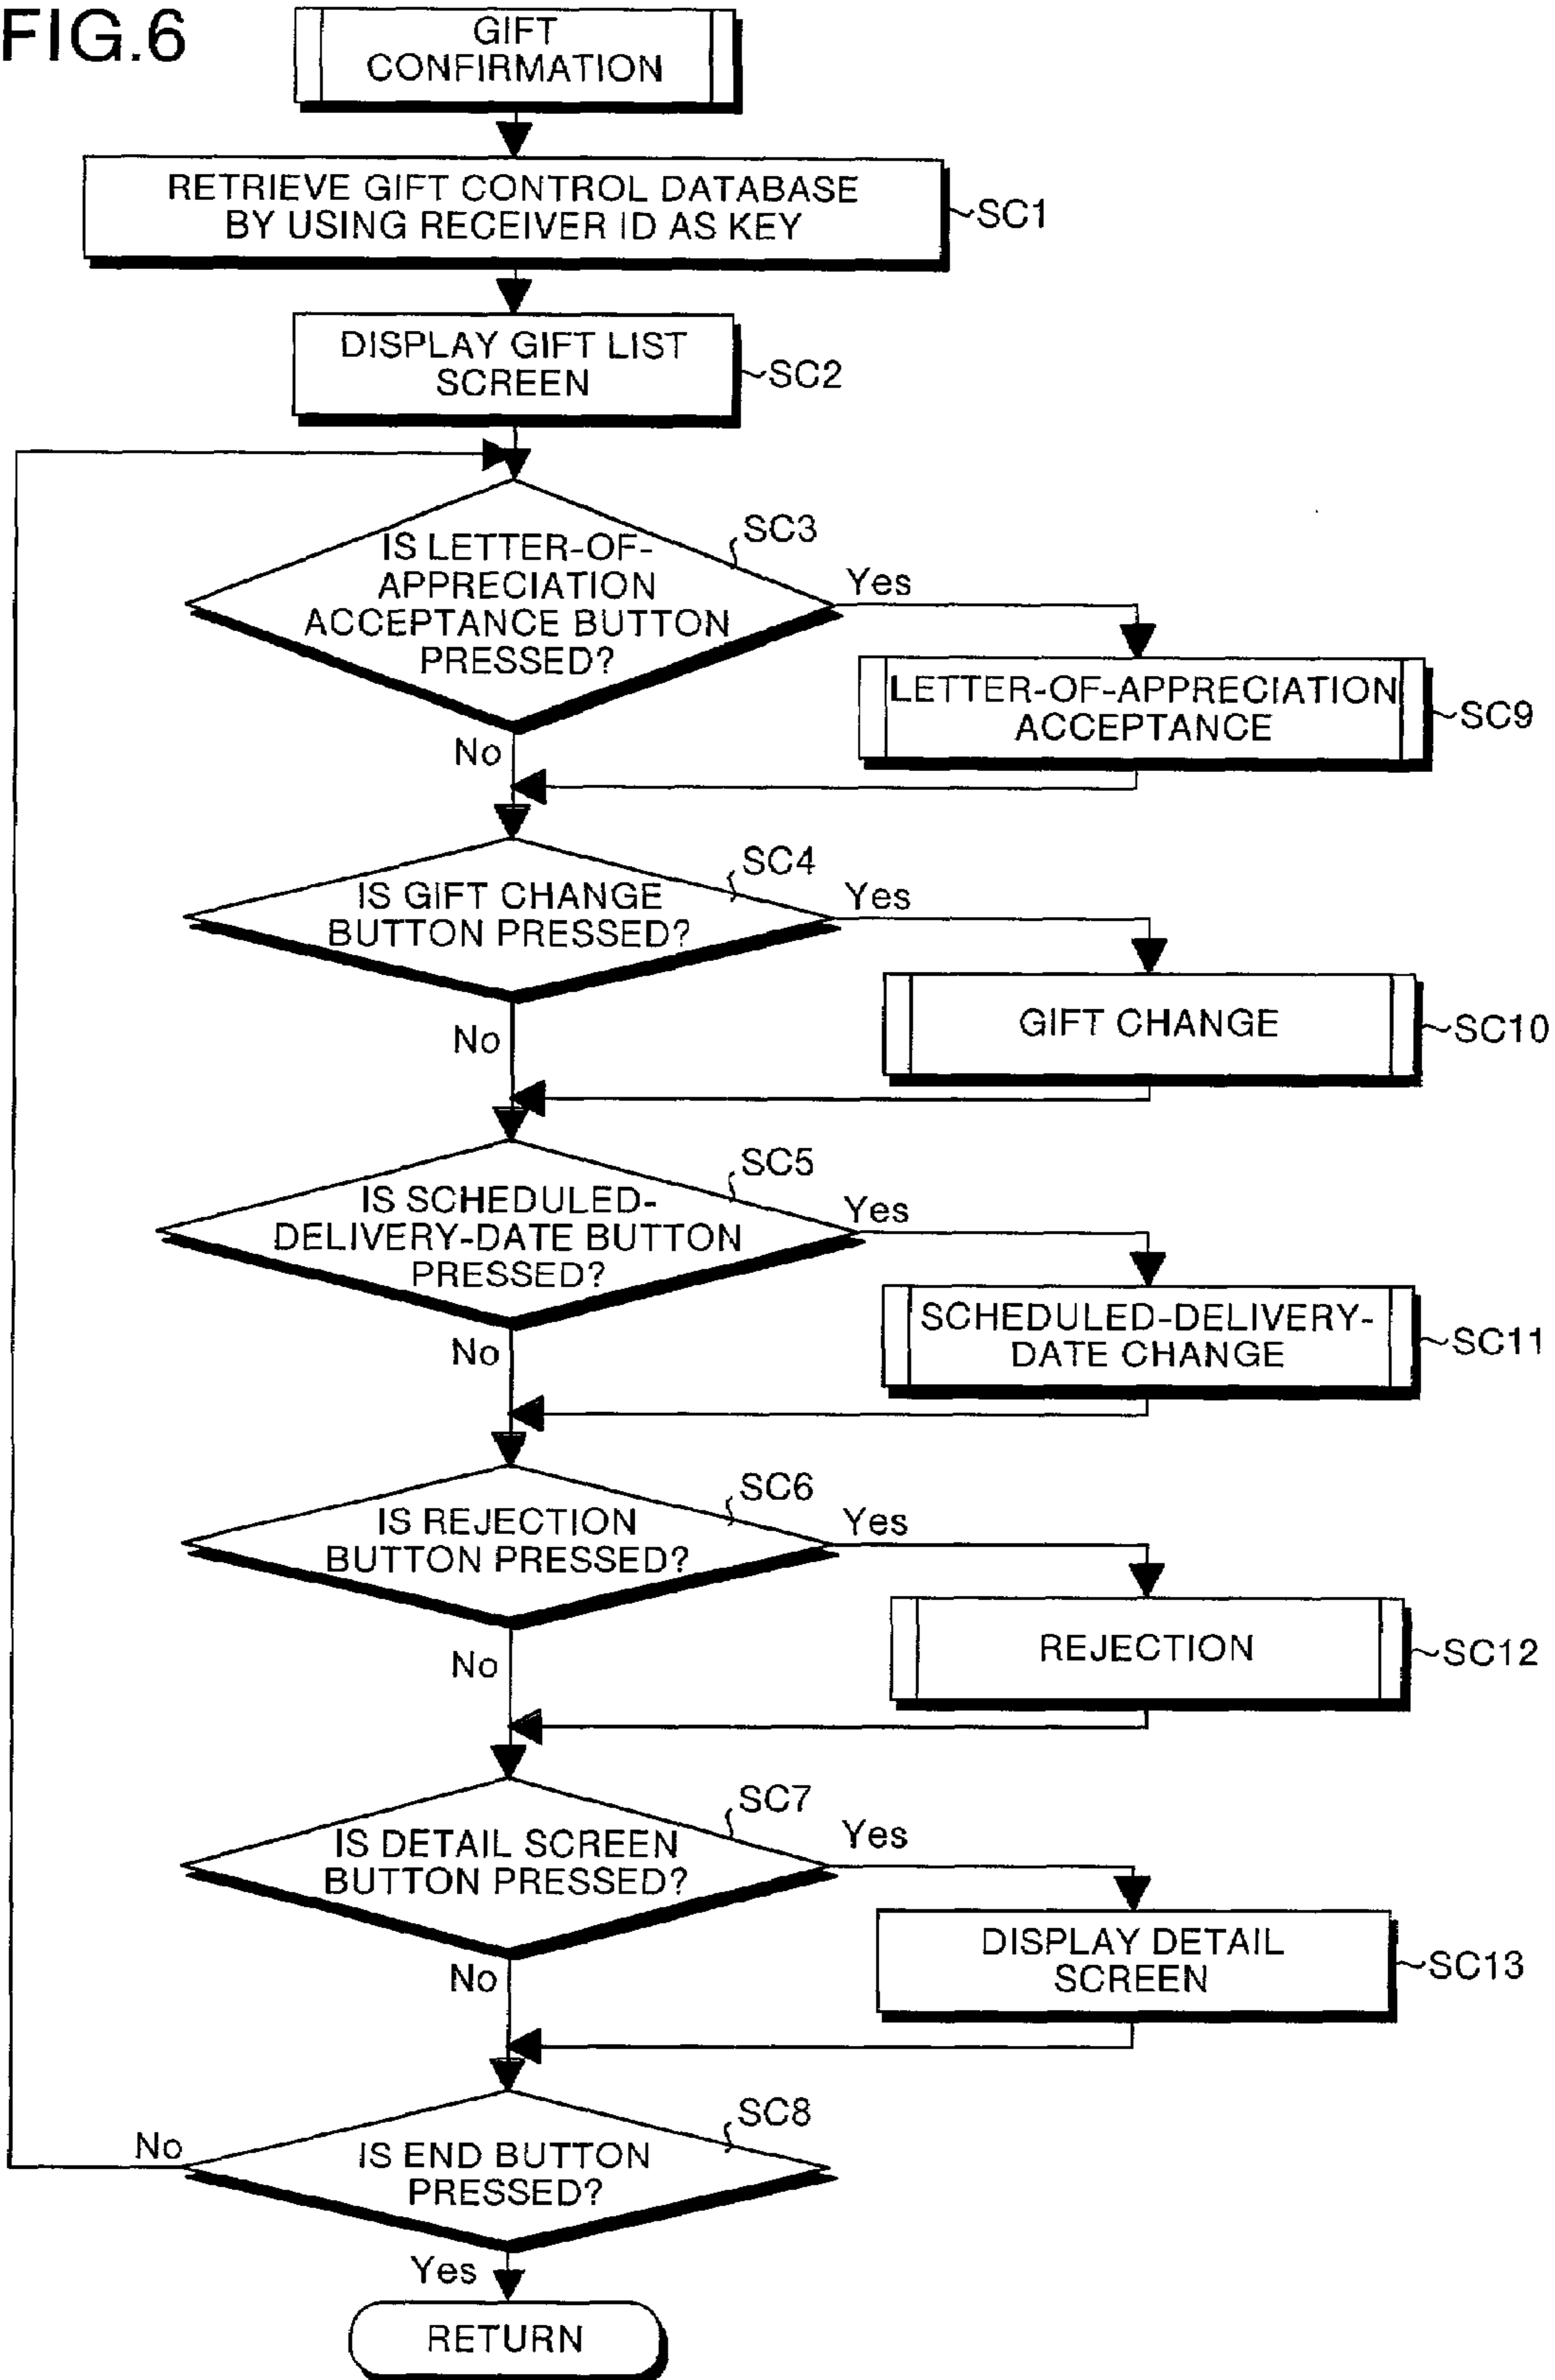 FIG.6
GIFT
CONFIRMATION
RETRIEVE GIFT CONTROL DATABASE
BY USING RECEIVER ID AS KEY
SC1
DISPLAY GIFT LIST
SCREEN
SC2
SC3
IS LETTER-OF-
APPRECIATION
ACCEPTANCE BUTTON
PRESSED?
Yes
LETTER-OF-APPRECIATION
ACCEPTANCE
SC9
No
SC4
IS GIFT CHANGE
BUTTON PRESSED?
Yes
GIFT CHANGE
SC10
No
SC5
IS SCHEDULED-
DELIVERY-DATE BUTTON
PRESSED?
Yes
SCHEDULED-DELIVERY-
DATE CHANGE
SC11
No
SC6
IS REJECTION
BUTTON PRESSED?
Yes
REJECTION
SC12
No
SC7
IS DETAIL SCREEN
BUTTON PRESSED?
Yes
DISPLAY DETAIL
SCREEN
SC13
No
SC8
IS END BUTTON
PRESSED?
No
Yes
RETURN